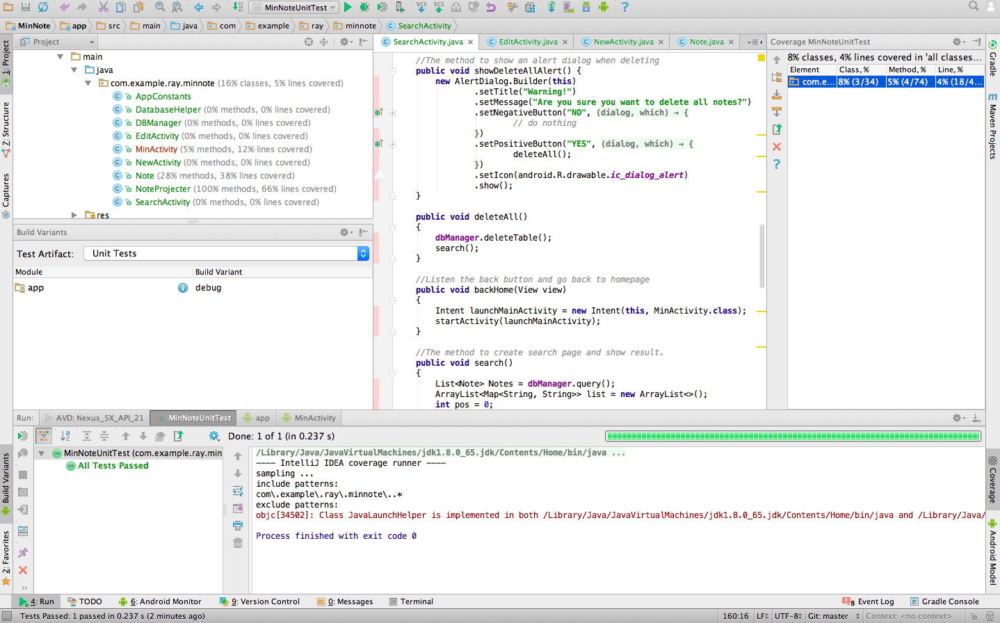 MinNoteUnitTest
VCS VCS
MinNote app src main java com example ray minnote SearchActivity
1: Project
Z: Structure
Captures
Build Variants
2: Favorites
Project
main
java
com.example.ray.minnote (16% classes, 5% lines covered)
AppConstants
DatabaseHelper (0% methods, 0% lines covered)
DBManager (0% methods, 0% lines covered)
EditActivity (0% methods, 0% lines covered)
MinActivity (5% methods, 12% lines covered)
NewActivity (0% methods, 0% lines covered)
Note (28% methods, 38% lines covered)
NoteProjecter (100% methods, 66% lines covered)
SearchActivity (0% methods, 0% lines covered)
res
Build Variants
Test Artifact: Unit Tests
Module Build Variant
app debug
SearchActivity.java EditActivity.java NewActivity.java Note.java 4
//The method to show an alert dialog when deleting
public void showDeleteAllAlert() {
new AlertDialog.Builder(this)
.setTitle("Warning!")
.setMessage("Are you sure you want to delete all notes?")
.setNegativeButton("NO", (dialog, which) → {
// do nothing
})
.setPositiveButton("YES", (dialog, which) → {
deleteAll();
})
.setIcon(android.R.drawable.ic_dialog_alert)
.show();
}
public void deleteAll()
{
dbManager.deleteTable();
search();
}
//Listen the back button and go back to homepage
public void backHome(View view)
{
Intent launchMainActivity = new Intent(this, MinActivity.class);
startActivity(launchMainActivity);
}
//The method to create search page and show result.
public void search()
{
List<Note> Notes = dbManager.query();
ArrayList<Map<String, String>> list = new ArrayList<>();
int pos = 0;
Coverage MinNoteUnitTest
8% classes, 4% lines covered in 'all classes...
Element Class, % Method, % Line, %
com.e... 8% (3/34) 5% (4/74) 4% (18/4...
Gradle
Maven Projects
Coverage
Android Model
Run: AVD: Nexus_5X_API_21 MinNoteUnitTest app MinActivity
Done: 1 of 1 (in 0.237 s)
MinNoteUnitTest (com.example.ray.min
All Tests Passed
/Library/Java/JavaVirtualMachines/jdk1.8.0_65.jdk/Contents/Home/bin/java ...
---- IntelliJ IDEA coverage runner ----
sampling ...
include patterns:
com\.example\.ray\.minnote\..*
exclude patterns:
objc[34502]: Class JavaLaunchHelper is implemented in both /Library/Java/JavaVirtualMachines/jdk1.8.0_65.jdk/Contents/Home/bin/java and /Library/Java/
Process finished with exit code 0
4: Run TODO 6: Android Monitor 9: Version Control 0: Messages Terminal 8 Event Log Gradle Console
Tests Passed: 1 passed in 0.237 s (2 minutes ago) 160:16 LF UTF-8 Git: master Context: <no context>